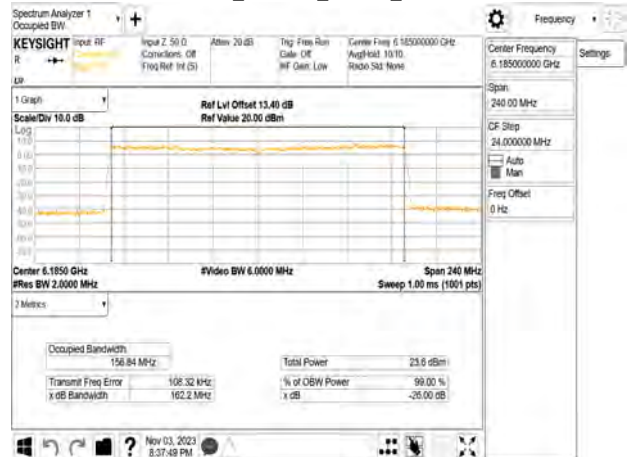 Spectrum Analyzer 1
Occupied BW
+
Frequency
KEYSIGHT
R
Input: RF
Input Z: 50 Ω
Corrections: Off
Freq Ref: Int (S)
Atten: 20 dB
Trig: Free Run
Gate: Off
#IF Gain: Low
Center Freq: 6.185000000 GHz
Avg|Hold: 10/10
Radio Std: None
Center Frequency
6.185000000 GHz
Settings
Span
240.00 MHz
CF Step
24.000000 MHz
Auto
Man
Freq Offset
0 Hz
1 Graph
Scale/Div 10.0 dB
Ref Lvl Offset 13.40 dB
Ref Value 20.00 dBm
Log
Center 6.1850 GHz
#Res BW 2.0000 MHz
#Video BW 6.0000 MHz
Span 240 MHz
Sweep 1.00 ms (1001 pts)
2 Metrics
Occupied Bandwidth
156.84 MHz
Total Power
23.6 dBm
Transmit Freq Error
108.32 kHz
% of OBW Power
99.00 %
x dB Bandwidth
162.2 MHz
x dB
-26.00 dB
?
Nov 03, 2023
8:37:49 PM